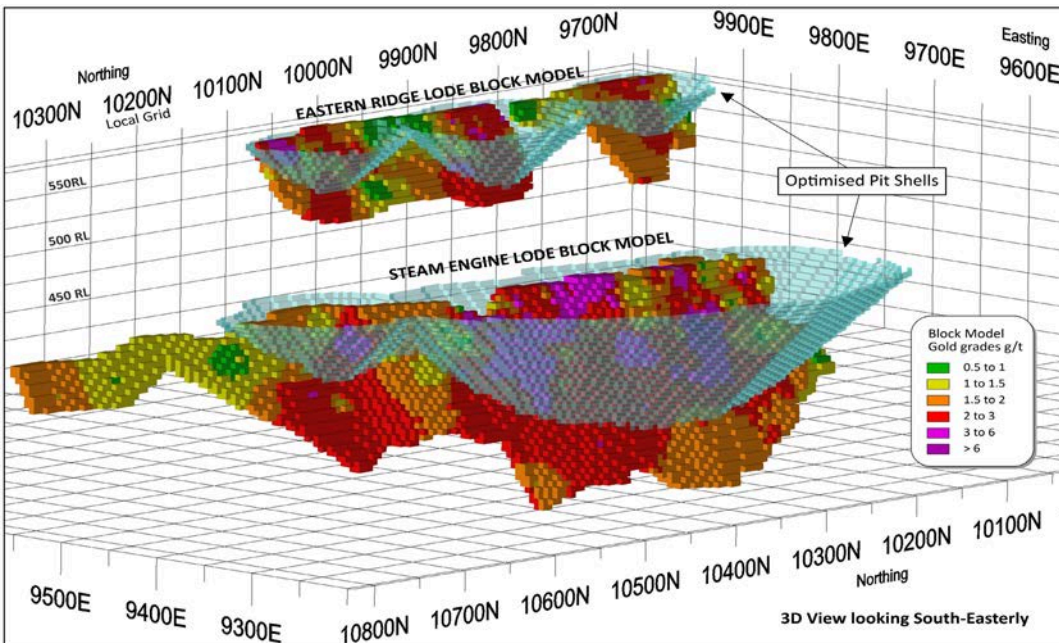 Northing
10300N
10200N
10100N
10000N
9900N
9800N
9700N
Local Grid
9900E
9800E
9700E
9600E
Easting
EASTERN RIDGE LODE BLOCK MODEL
550RL
500 RL
450 RL
Optimised Pit Shells
STEAM ENGINE LODE BLOCK MODEL
Block Model
Gold grades g/t
0.5 to 1
1 to 1.5
1.5 to 2
2 to 3
3 to 6
> 6
9500E
9400E
9300E
10800N
10700N
10600N
10500N
10400N
10300N
10200N
10100N
Northing
3D View looking South-Easterly